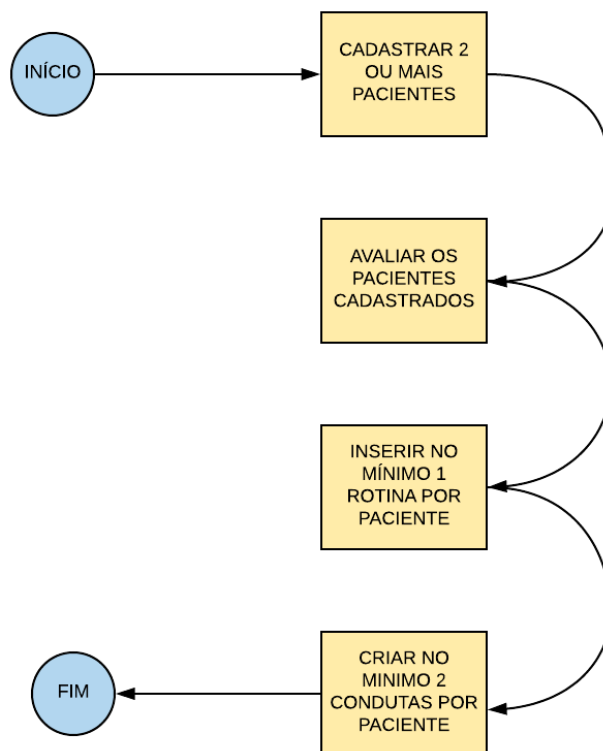 INÍCIO
CADASTRAR 2
OU MAIS
PACIENTES
AVALIAR OS
PACIENTES
CADASTRADOS
INSERIR NO
MÍNIMO 1
ROTINA POR
PACIENTE
CRIAR NO
MINIMO 2
CONDUTAS POR
PACIENTE
FIM